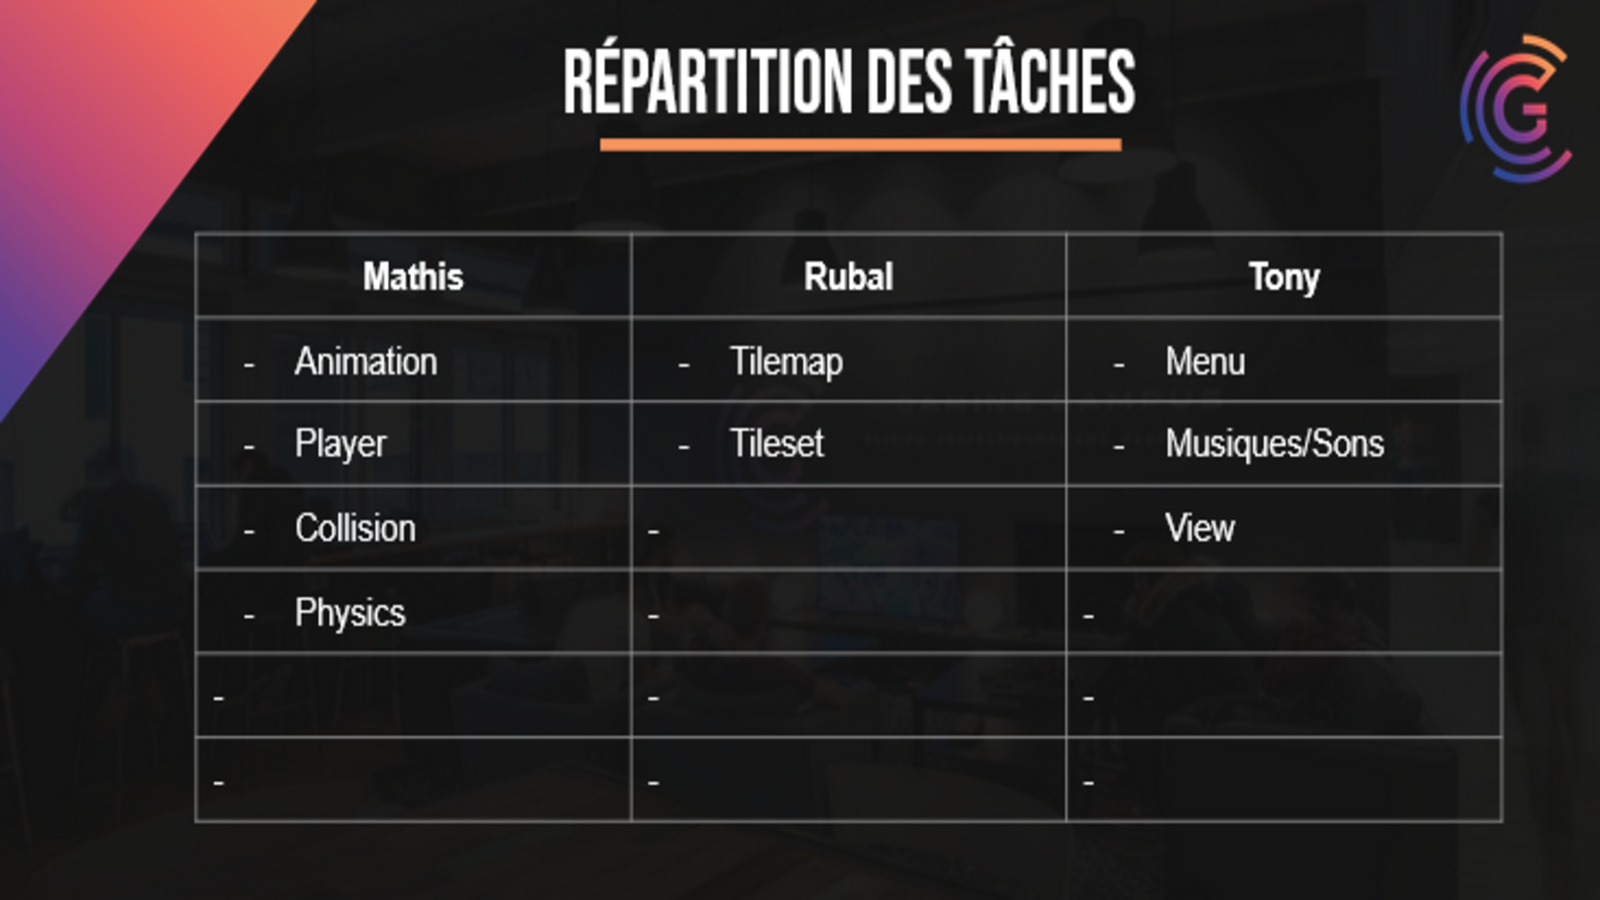 RÉPARTITION DES TÂCHES
Mathis Rubal Tony
- Animation - Tilemap - Menu
- Player - Tileset - Musiques/Sons
- Collision - - View
- Physics - -
- - -
- - -